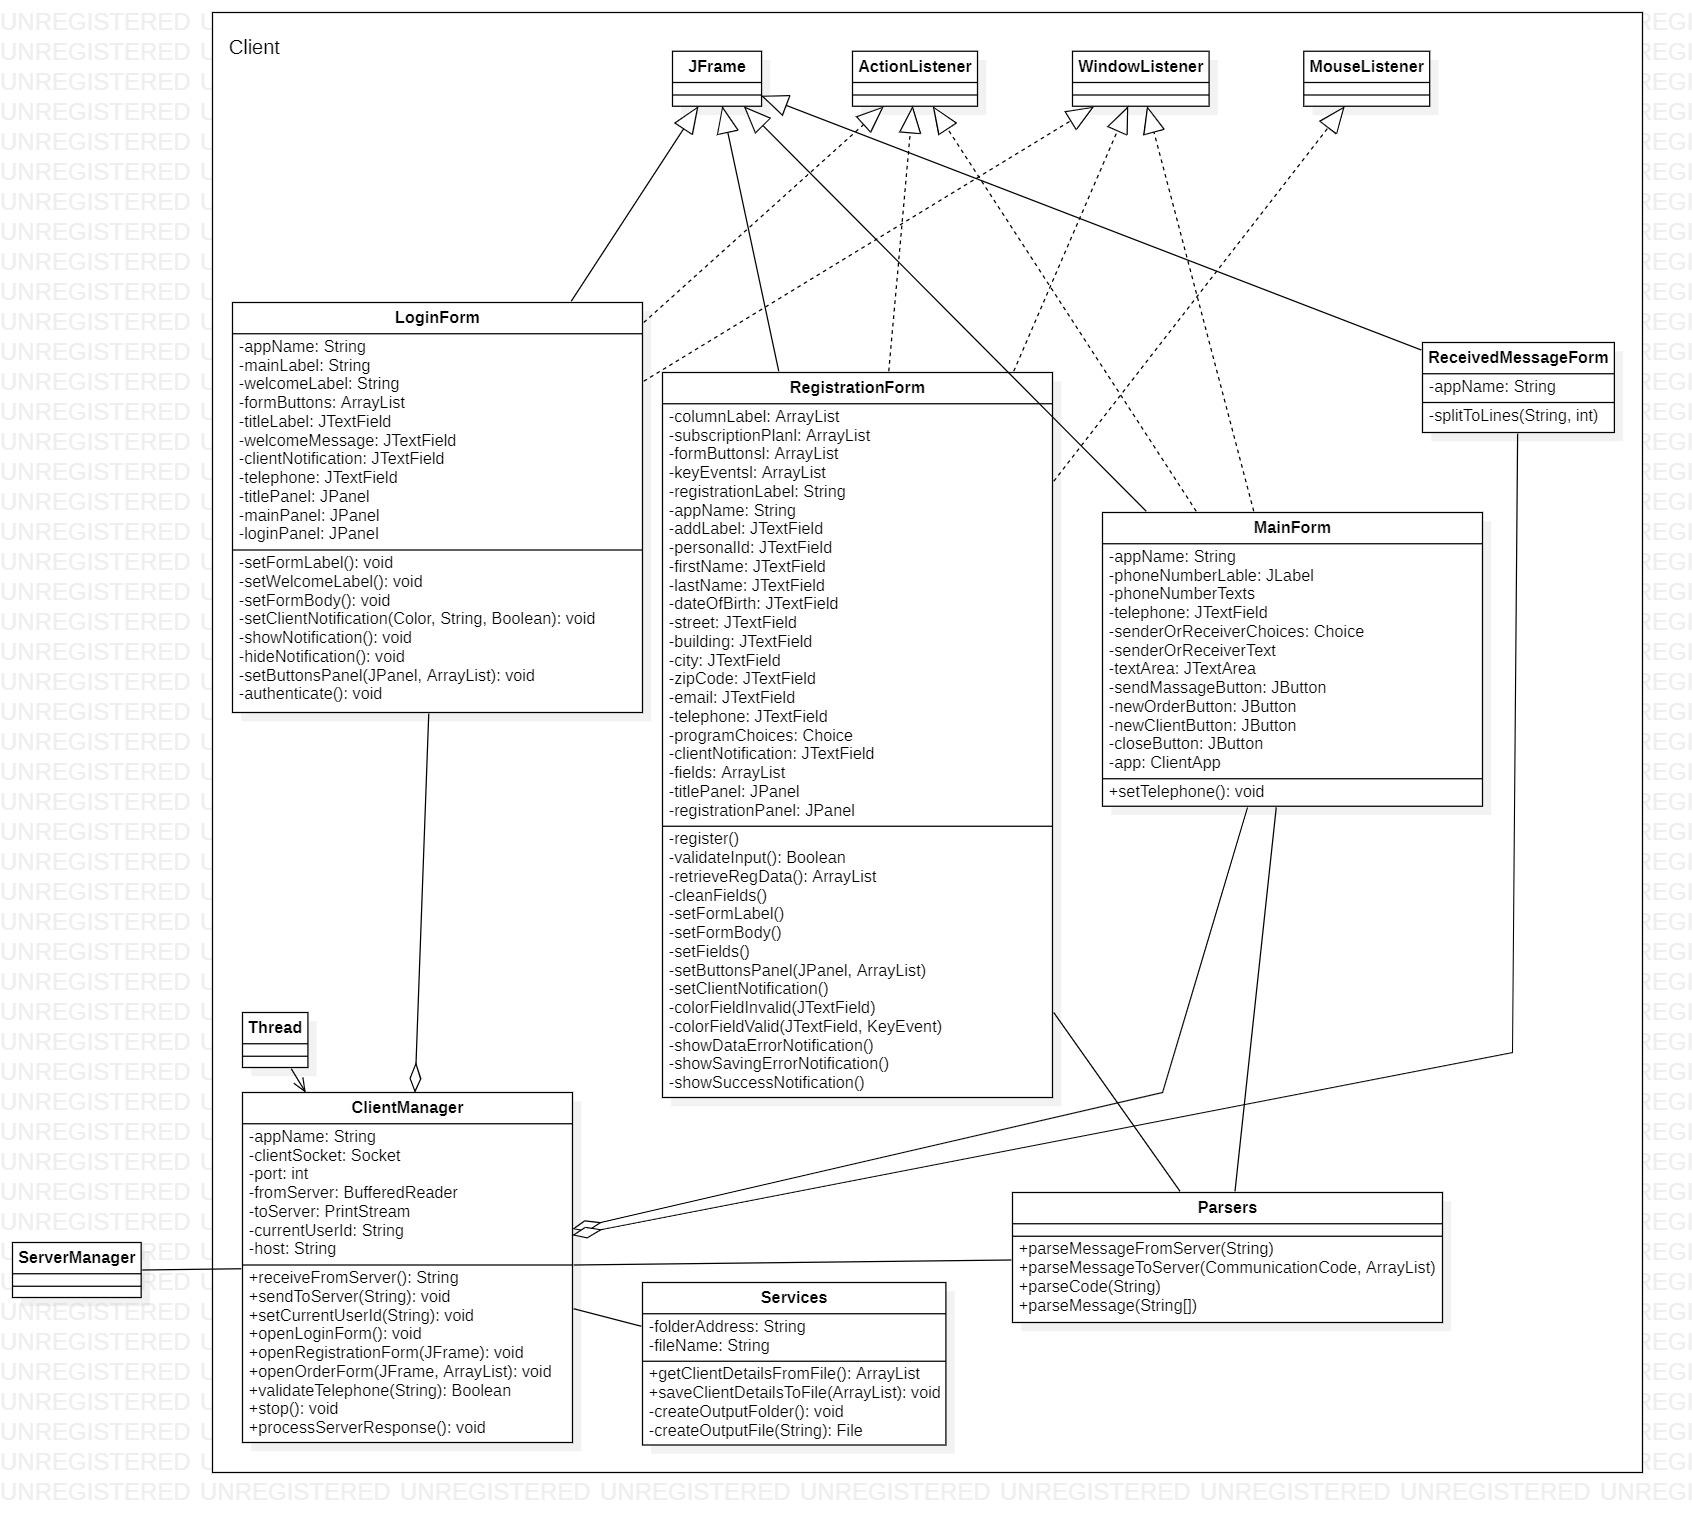 Client
JFrame
ActionListener
WindowListener
MouseListener
LoginForm
-appName: String
-mainLabel: String
-welcomeLabel: String
-formButtons: ArrayList
-titleLabel: JTextField
-welcomeMessage: JTextField
-clientNotification: JTextField
-telephone: JTextField
-titlePanel: JPanel
-mainPanel: JPanel
-loginPanel: JPanel
-setFormLabel(): void
-setWelcomeLabel(): void
-setFormBody(): void
-setClientNotification(Color, String, Boolean): void
-showNotification(): void
-hideNotification(): void
-setButtonsPanel(JPanel, ArrayList): void
-authenticate(): void
RegistrationForm
-columnLabel: ArrayList
-subscriptionPlanl: ArrayList
-formButtonsl: ArrayList
-keyEventsl: ArrayList
-registrationLabel: String
-appName: String
-addLabel: JTextField
-personalId: JTextField
-firstName: JTextField
-lastName: JTextField
-dateOfBirth: JTextField
-street: JTextField
-building: JTextField
-city: JTextField
-zipCode: JTextField
-email: JTextField
-telephone: JTextField
-programChoices: Choice
-clientNotification: JTextField
-fields: ArrayList
-titlePanel: JPanel
-registrationPanel: JPanel
-register()
-validateInput(): Boolean
-retrieveRegData(): ArrayList
-cleanFields()
-setFormLabel()
-setFormBody()
-setFields()
-setButtonsPanel(JPanel, ArrayList)
-setClientNotification()
-colorFieldInvalid(JTextField)
-colorFieldValid(JTextField, KeyEvent)
-showDataErrorNotification()
-showSavingErrorNotification()
-showSuccessNotification()
ReceivedMessageForm
-appName: String
-splitToLines(String, int)
MainForm
-appName: String
-phoneNumberLable: JLabel
-phoneNumberTexts
-telephone: JTextField
-senderOrReceiverChoices: Choice
-senderOrReceiverText
-textArea: JTextArea
-sendMassageButton: JButton
-newOrderButton: JButton
-newClientButton: JButton
-closeButton: JButton
-app: ClientApp
+setTelephone(): void
Thread
ClientManager
-appName: String
-clientSocket: Socket
-port: int
-fromServer: BufferedReader
-toServer: PrintStream
-currentUserId: String
-host: String
+receiveFromServer(): String
+sendToServer(String): void
+setCurrentUserId(String): void
+openLoginForm(): void
+openRegistrationForm(JFrame): void
+openOrderForm(JFrame, ArrayList): void
+validateTelephone(String): Boolean
+stop(): void
+processServerResponse(): void
ServerManager
Services
-folderAddress: String
-fileName: String
+getClientDetailsFromFile(): ArrayList
+saveClientDetailsToFile(ArrayList): void
-createOutputFolder(): void
-createOutputFile(String): File
Parsers
+parseMessageFromServer(String)
+parseMessageToServer(CommunicationCode, ArrayList)
+parseCode(String)
+parseMessage(String[])
UNREGISTERED UNREGISTERED UNREGISTERED UNREGISTERED UNREGISTERED UNREGISTERED UNREGISTERED UNREGISTERED